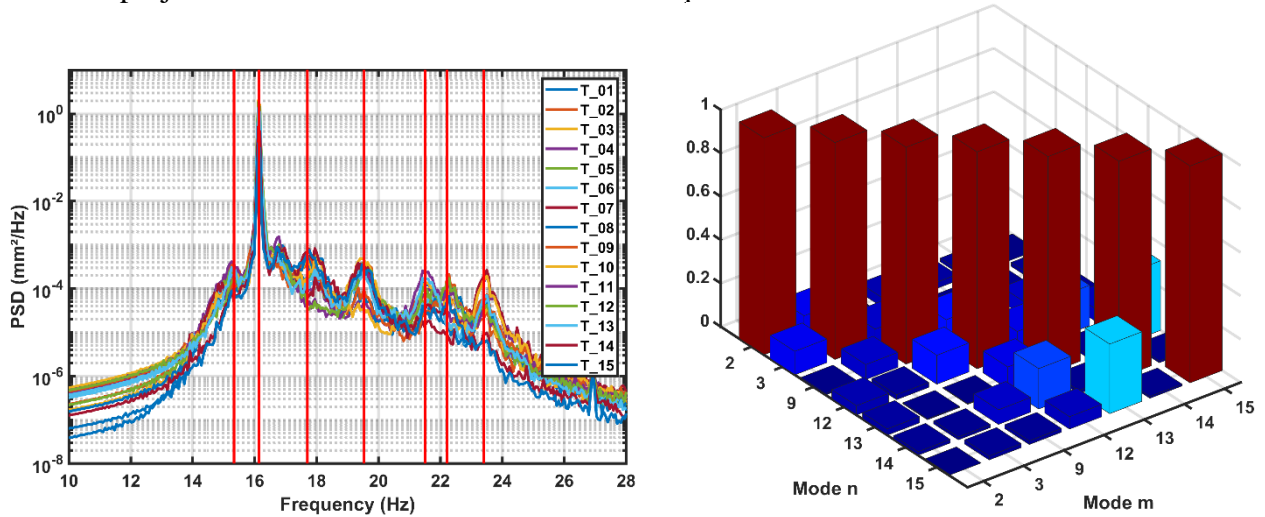 PSD (mm²/Hz)
10⁰
10⁻²
10⁻⁴
10⁻⁶
10⁻⁸
10 12 14 16 18 20 22 24 26 28
Frequency (Hz)
T_01
T_02
T_03
T_04
T_05
T_06
T_07
T_08
T_09
T_10
T_11
T_12
T_13
T_14
T_15
1
0.8
0.6
0.4
0.2
0
2
3
9
12
13
14
15
Mode n
2
3
9
12
13
14
15
Mode m